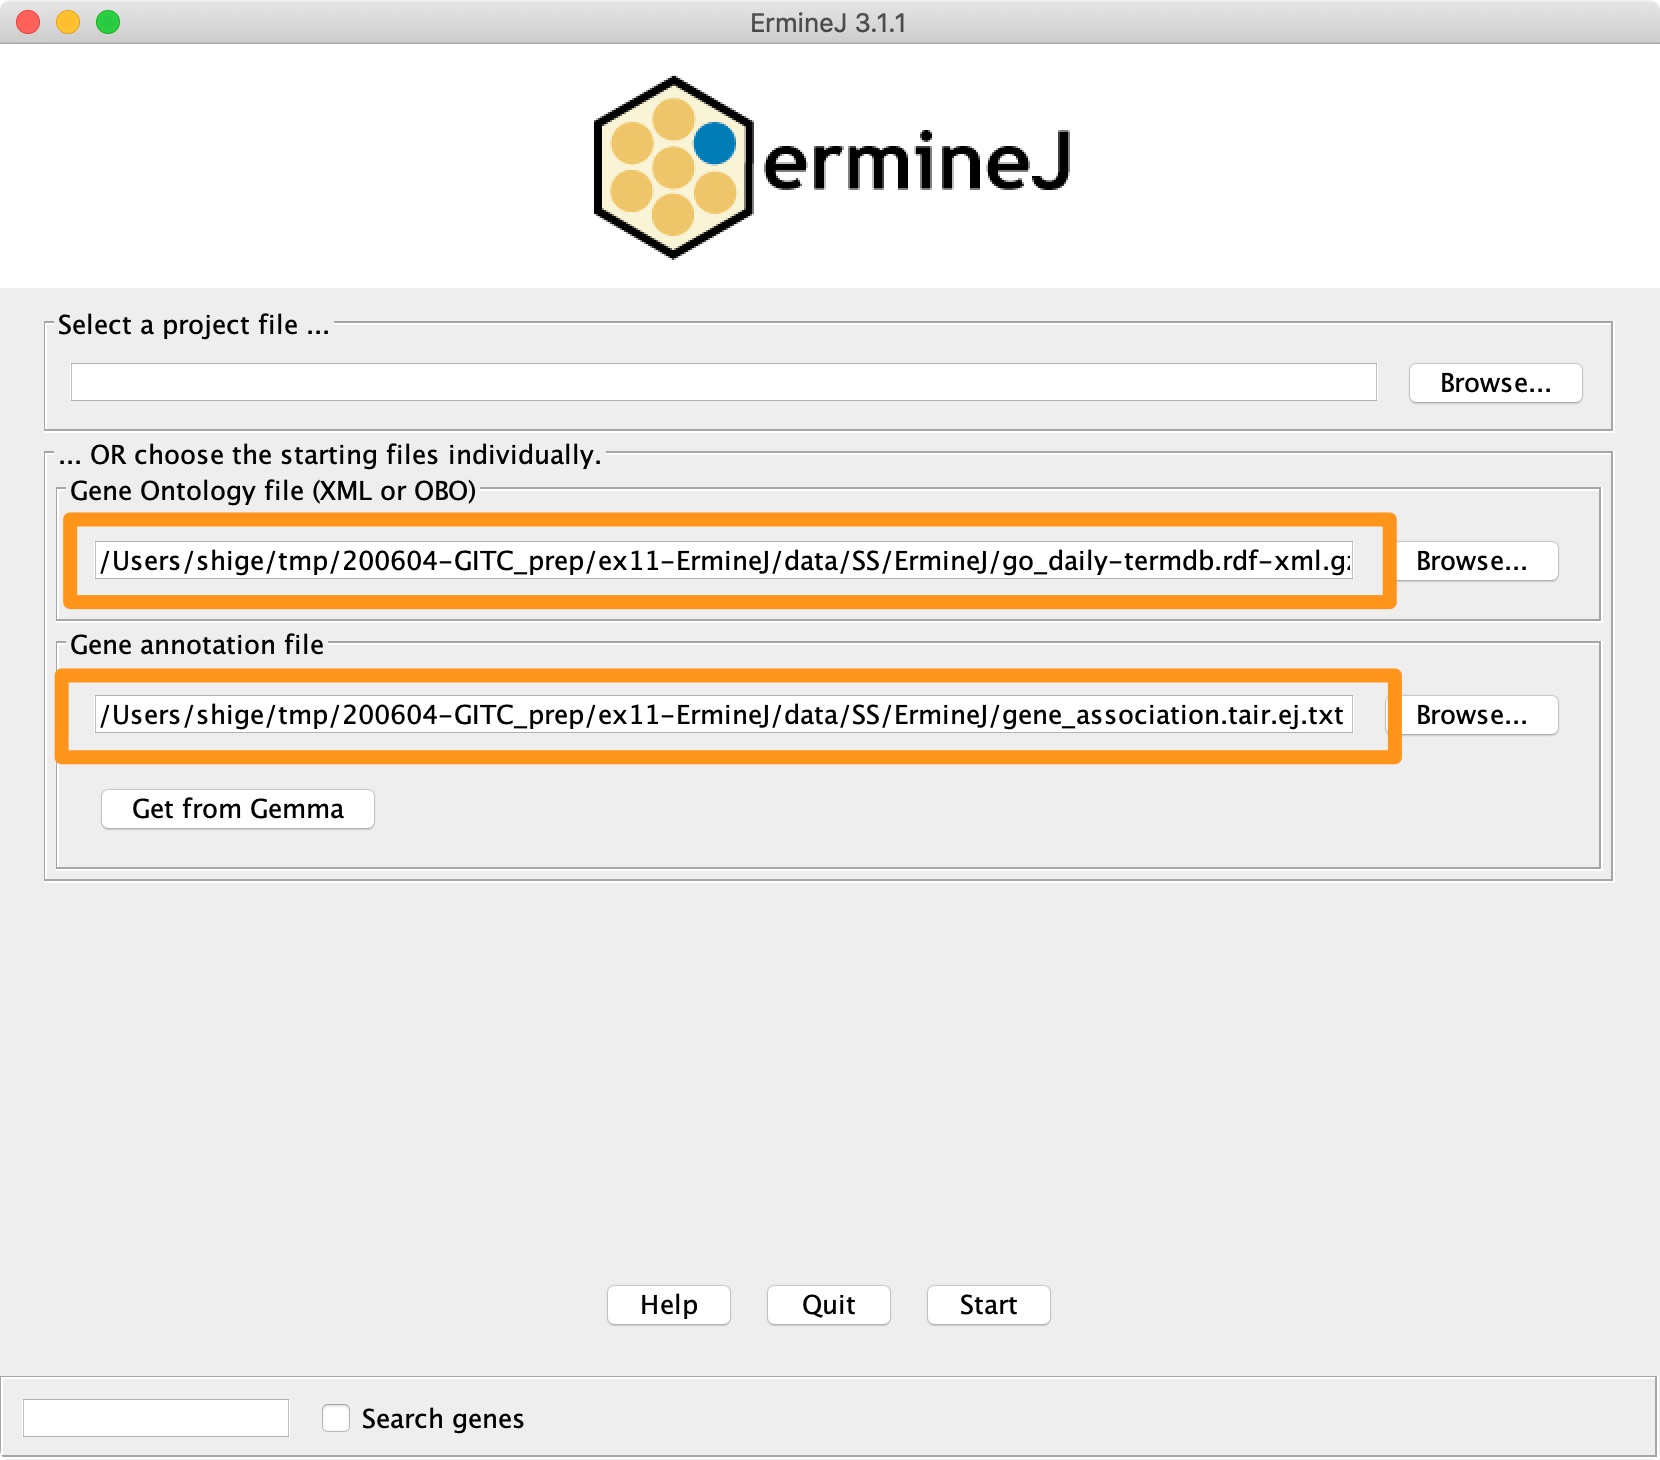 ErmineJ 3.1.1
ermineJ
Select a project file ...
Browse...
... OR choose the starting files individually.
Gene Ontology file (XML or OBO)
/Users/shige/tmp/200604-GITC_prep/ex11-ErmineJ/data/SS/ErmineJ/go_daily-termdb.rdf-xml.gz
Browse...
Gene annotation file
/Users/shige/tmp/200604-GITC_prep/ex11-ErmineJ/data/SS/ErmineJ/gene_association.tair.ej.txt
Browse...
Get from Gemma
Help
Quit
Start
Search genes